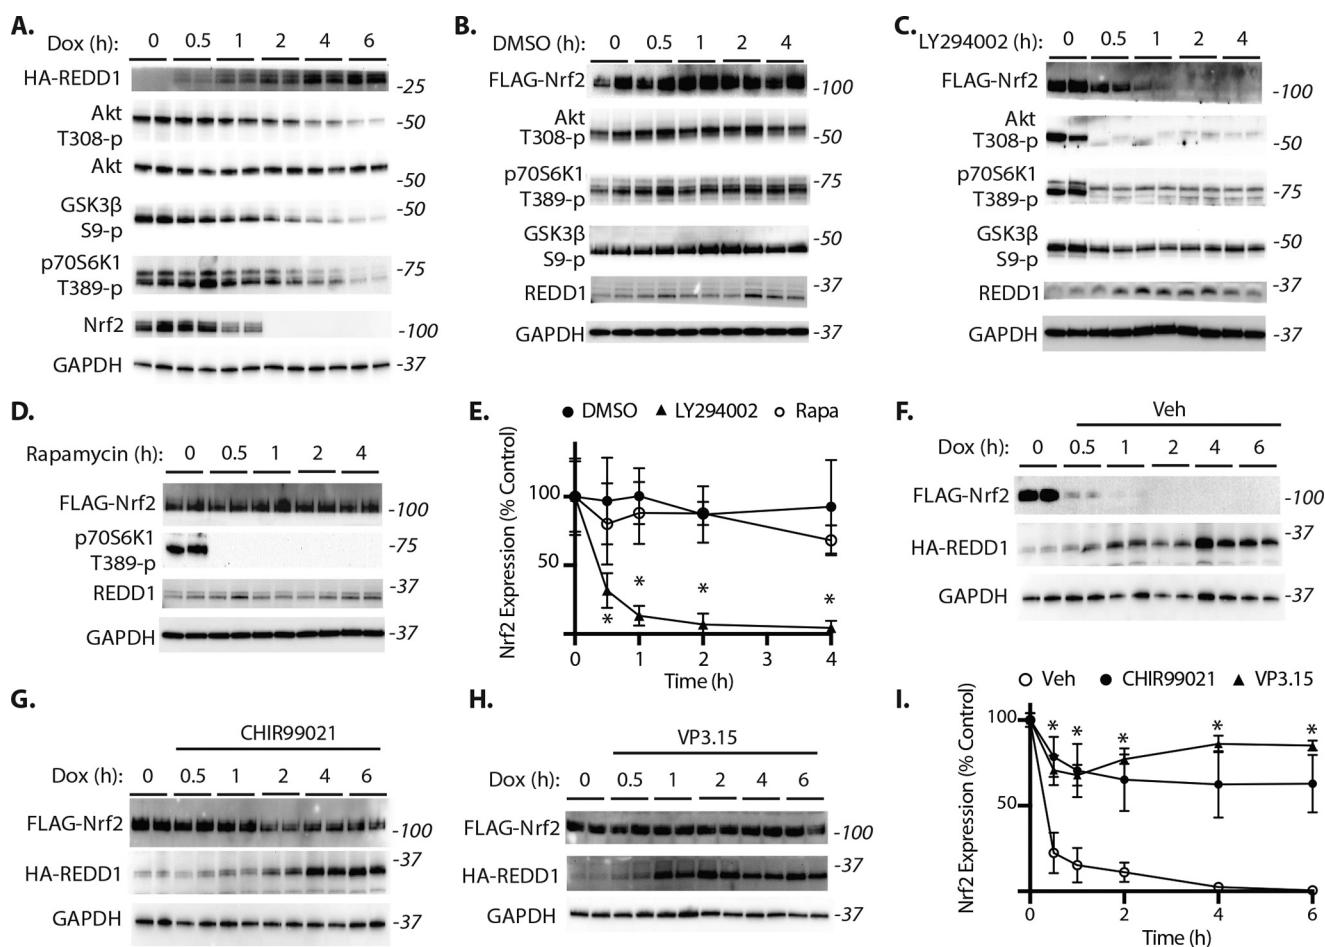 A.
Dox (h): 0 0.5 1 2 4 6
HA-REDD1 -25
Akt
T308-p -50
Akt -50
GSK3β
S9-p -50
p70S6K1
T389-p -75
Nrf2 -100
GAPDH -37
B.
DMSO (h): 0 0.5 1 2 4
FLAG-Nrf2 -100
Akt
T308-p -50
p70S6K1
T389-p -75
GSK3β
S9-p -50
REDD1 -37
GAPDH -37
C.
LY294002 (h): 0 0.5 1 2 4
FLAG-Nrf2 -100
Akt
T308-p -50
p70S6K1
T389-p -75
GSK3β
S9-p -50
REDD1 -37
GAPDH -37
D.
Rapamycin (h): 0 0.5 1 2 4
FLAG-Nrf2 -100
p70S6K1
T389-p -75
REDD1 -37
GAPDH -37
E.
DMSO LY294002 Rapa
Nrf2 Expression (% Control)
100
50
* * * *
0 1 2 3 4
Time (h)
F.
Veh
Dox (h): 0 0.5 1 2 4 6
FLAG-Nrf2 -100
HA-REDD1 -37
GAPDH -37
G.
CHIR99021
Dox (h): 0 0.5 1 2 4 6
FLAG-Nrf2 -100
HA-REDD1 -37
GAPDH -37
H.
VP3.15
Dox (h): 0 0.5 1 2 4 6
FLAG-Nrf2 -100
HA-REDD1 -37
GAPDH -37
I.
Veh CHIR99021 VP3.15
Nrf2 Expression (% Control)
100
50
* * * * *
0 2 4 6
Time (h)